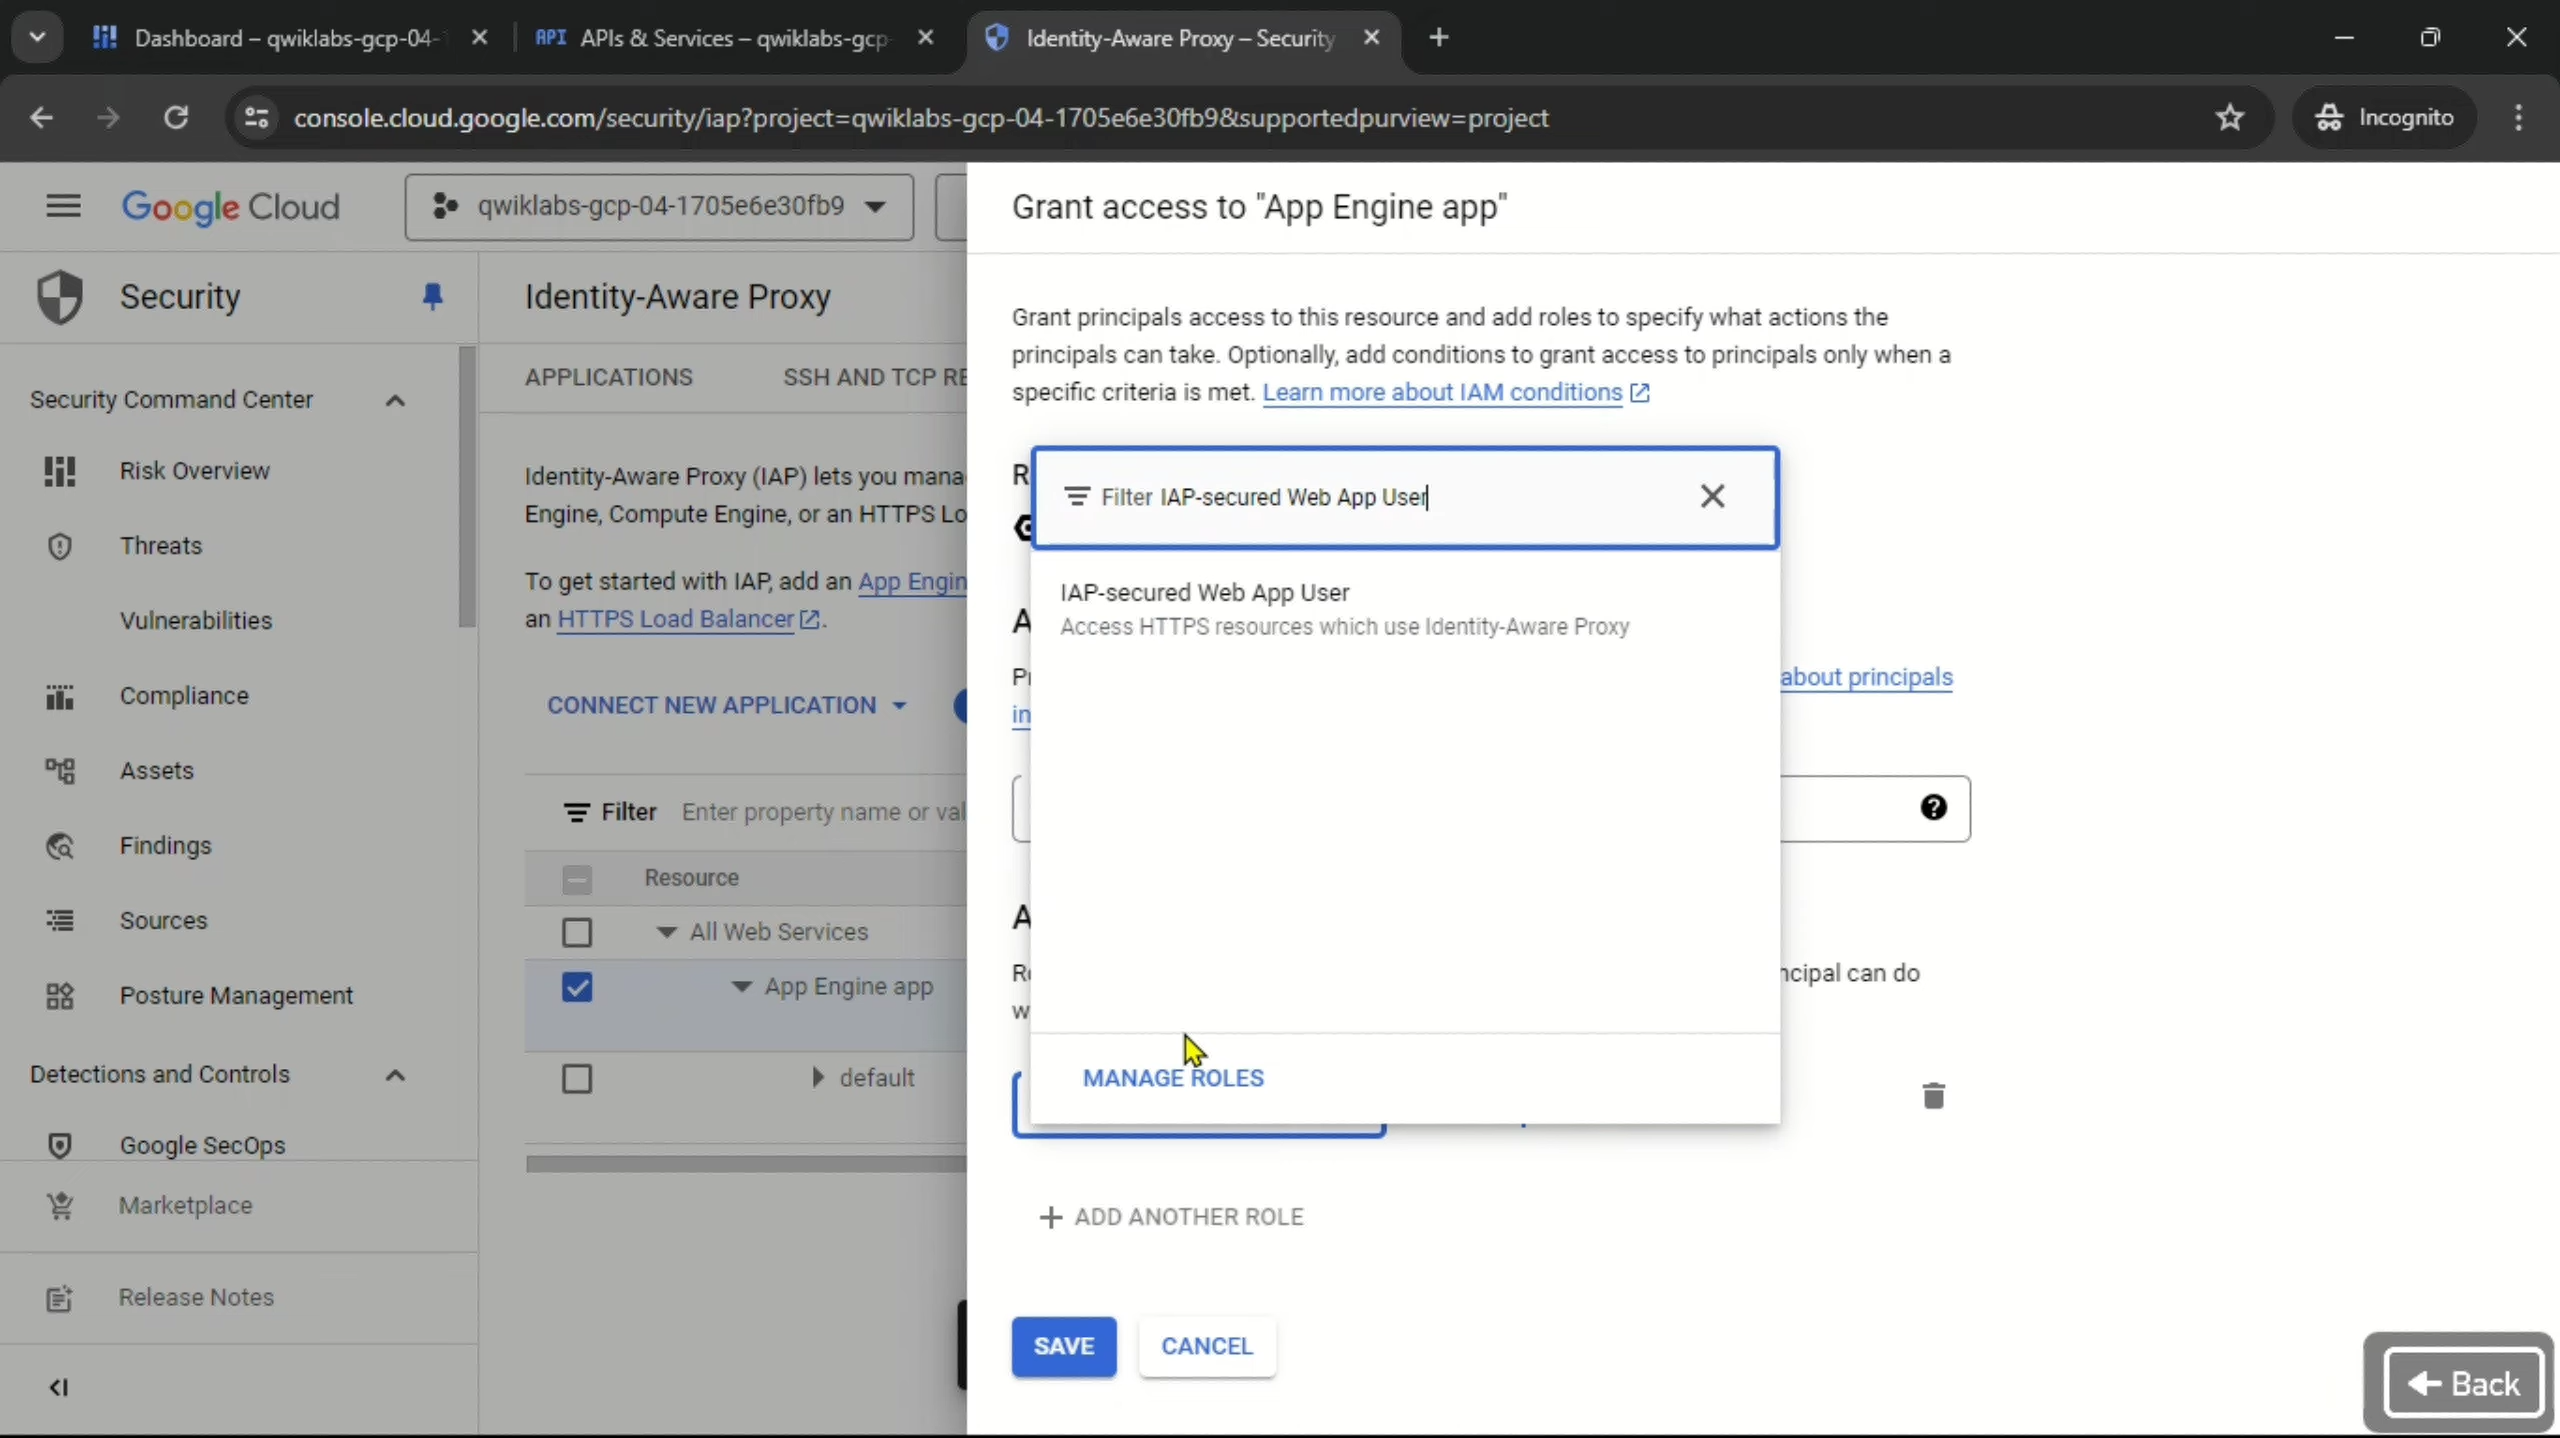 Dashboard – qwiklabs-gcp-04-
API APIs & Services – qwiklabs-gcp-
Identity-Aware Proxy – Security
console.cloud.google.com/security/iap?project=qwiklabs-gcp-04-1705e6e30fb9&supportedpurview=project
Incognito
Google Cloud
qwiklabs-gcp-04-1705e6e30fb9
Security
Security Command Center
Risk Overview
Threats
Vulnerabilities
Compliance
Assets
Findings
Sources
Posture Management
Detections and Controls
Google SecOps
Marketplace
Release Notes
Identity-Aware Proxy
APPLICATIONS
SSH AND TCP RE
Identity-Aware Proxy (IAP) lets you mana
Engine, Compute Engine, or an HTTPS Lo
To get started with IAP, add an App Engin
an HTTPS Load Balancer.
CONNECT NEW APPLICATION
Filter Enter property name or val
Resource
All Web Services
App Engine app
default
Grant access to "App Engine app"
Grant principals access to this resource and add roles to specify what actions the
principals can take. Optionally, add conditions to grant access to principals only when a
specific criteria is met. Learn more about IAM conditions
R
Filter IAP-secured Web App User
IAP-secured Web App User
A
Access HTTPS resources which use Identity-Aware Proxy
about principals
in
A
ncipal can do
w
MANAGE ROLES
ADD ANOTHER ROLE
SAVE
CANCEL
Back